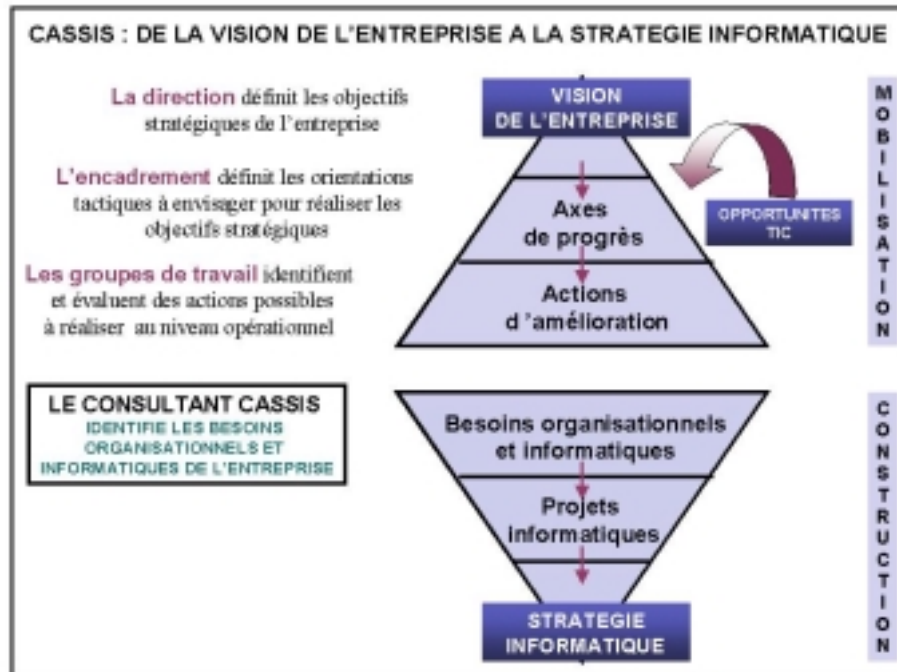 CASSIS : DE LA VISION DE L'ENTREPRISE A LA STRATEGIE INFORMATIQUE
La direction définit les objectifs
stratégiques de l'entreprise
L'encadrement définit les orientations
tactiques à envisager pour réaliser les
objectifs stratégiques
Les groupes de travail identifient
et évaluent des actions possibles
à réaliser au niveau opérationnel
VISION
DE L'ENTREPRISE
Axes
de progrès
Actions
d 'amélioration
OPPORTUNITES
TIC
MOBILISATION
LE CONSULTANT CASSIS
IDENTIFIE LES BESOINS
ORGANISATIONNELS ET
INFORMATIQUES DE L'ENTREPRISE
Besoins organisationnels
et informatiques
Projets
informatiques
STRATEGIE
INFORMATIQUE
CONSTRUCTION